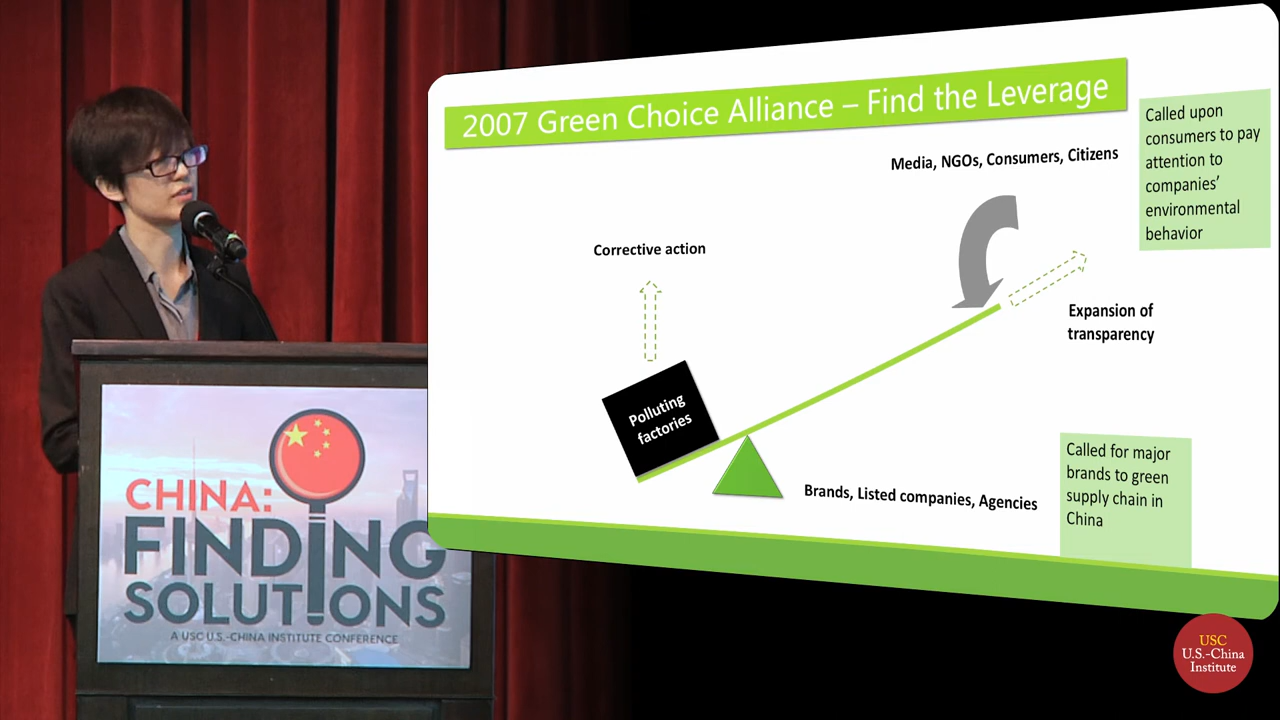 2007 Green Choice Alliance – Find the Leverage
Called upon
consumers to pay
attention to
companies’
environmental
behavior
Media, NGOs, Consumers, Citizens
Corrective action
Expansion of
transparency
Polluting
factories
Brands, Listed companies, Agencies
Called for major
brands to green
supply chain in
China
CHINA:
FINDING
SOLUTIONS
A USC U.S.-CHINA INSTITUTE CONFERENCE
USC
U.S.-China
Institute